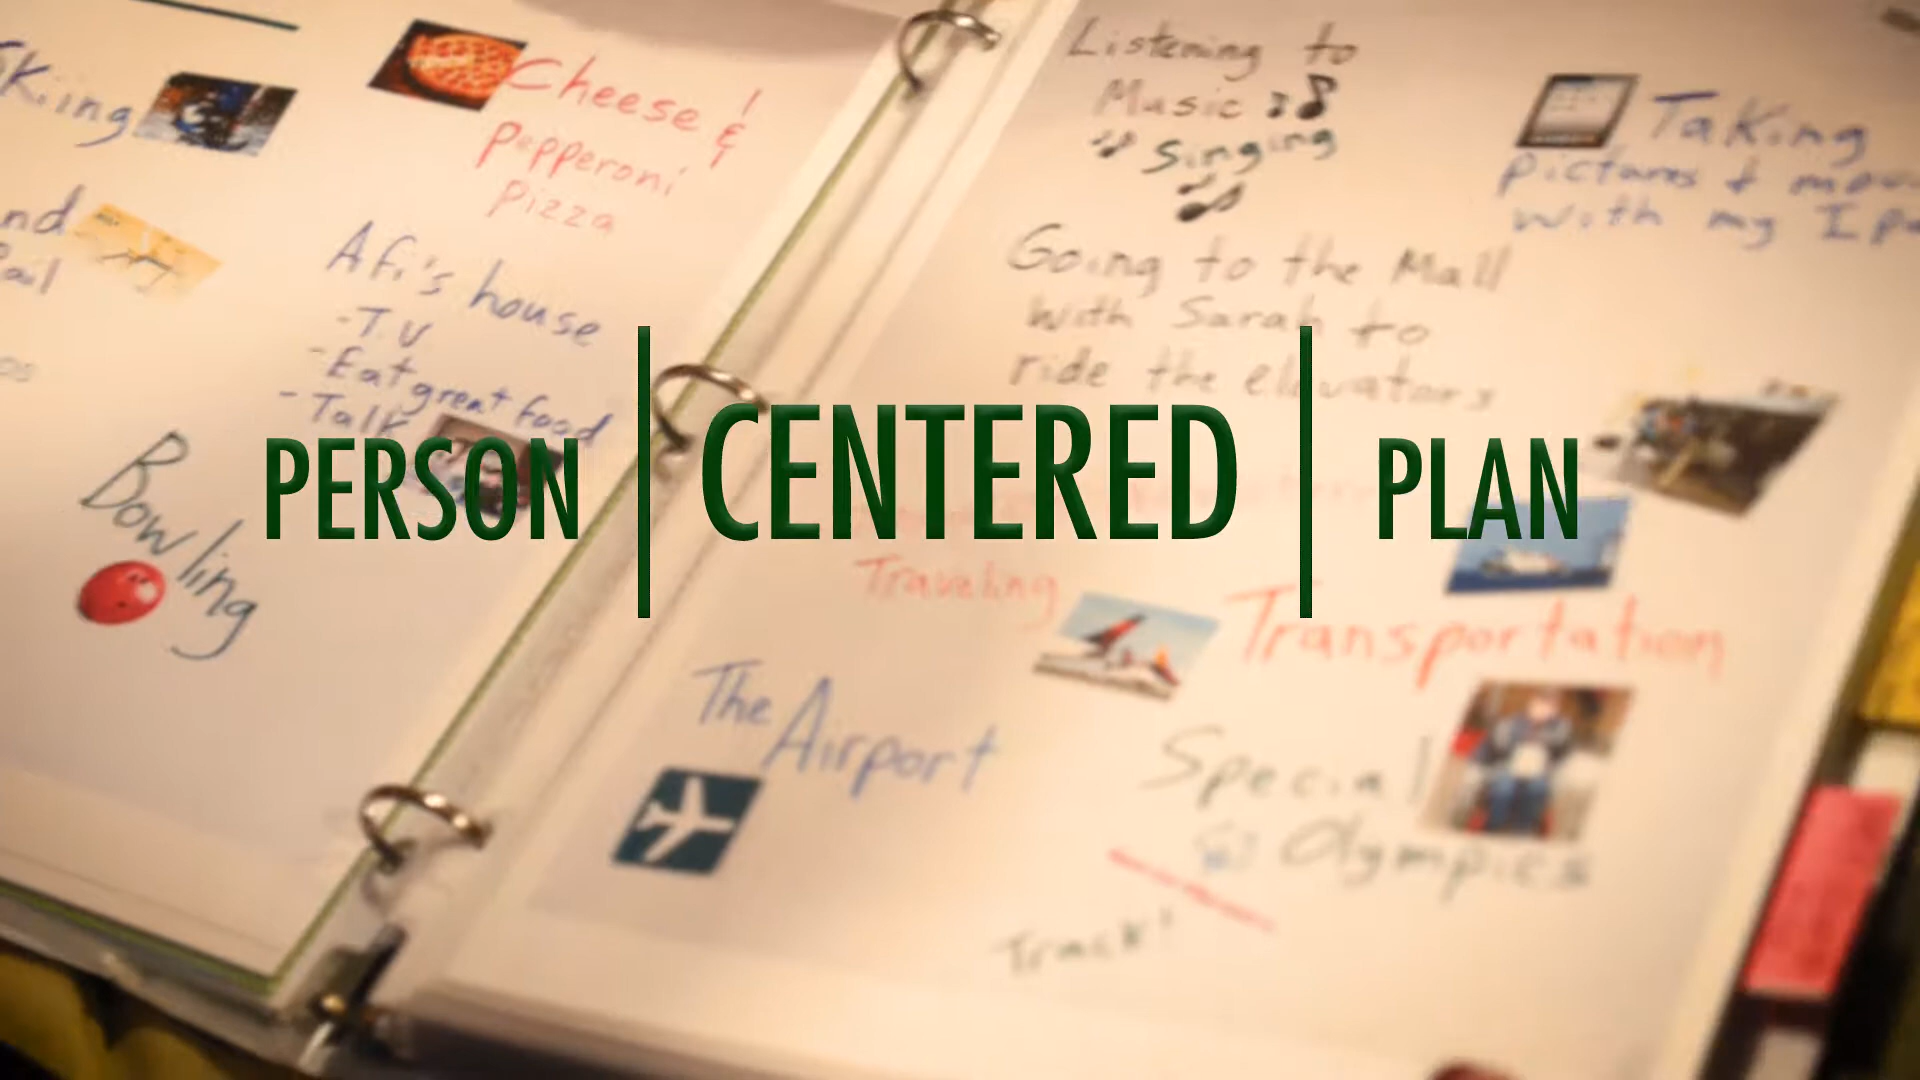 Cheese &
Pepperoni
Pizza
Afi's house
- T.V
- Eat great food
- Talk
Bowling
Listening to
Music
Singing
Taking
pictures &
with my
Going to the Mall
with Sarah to
ride the elevators
PERSON | CENTERED | PLAN
Traveling
Transportation
The Airport
Special
Olympics
Track!